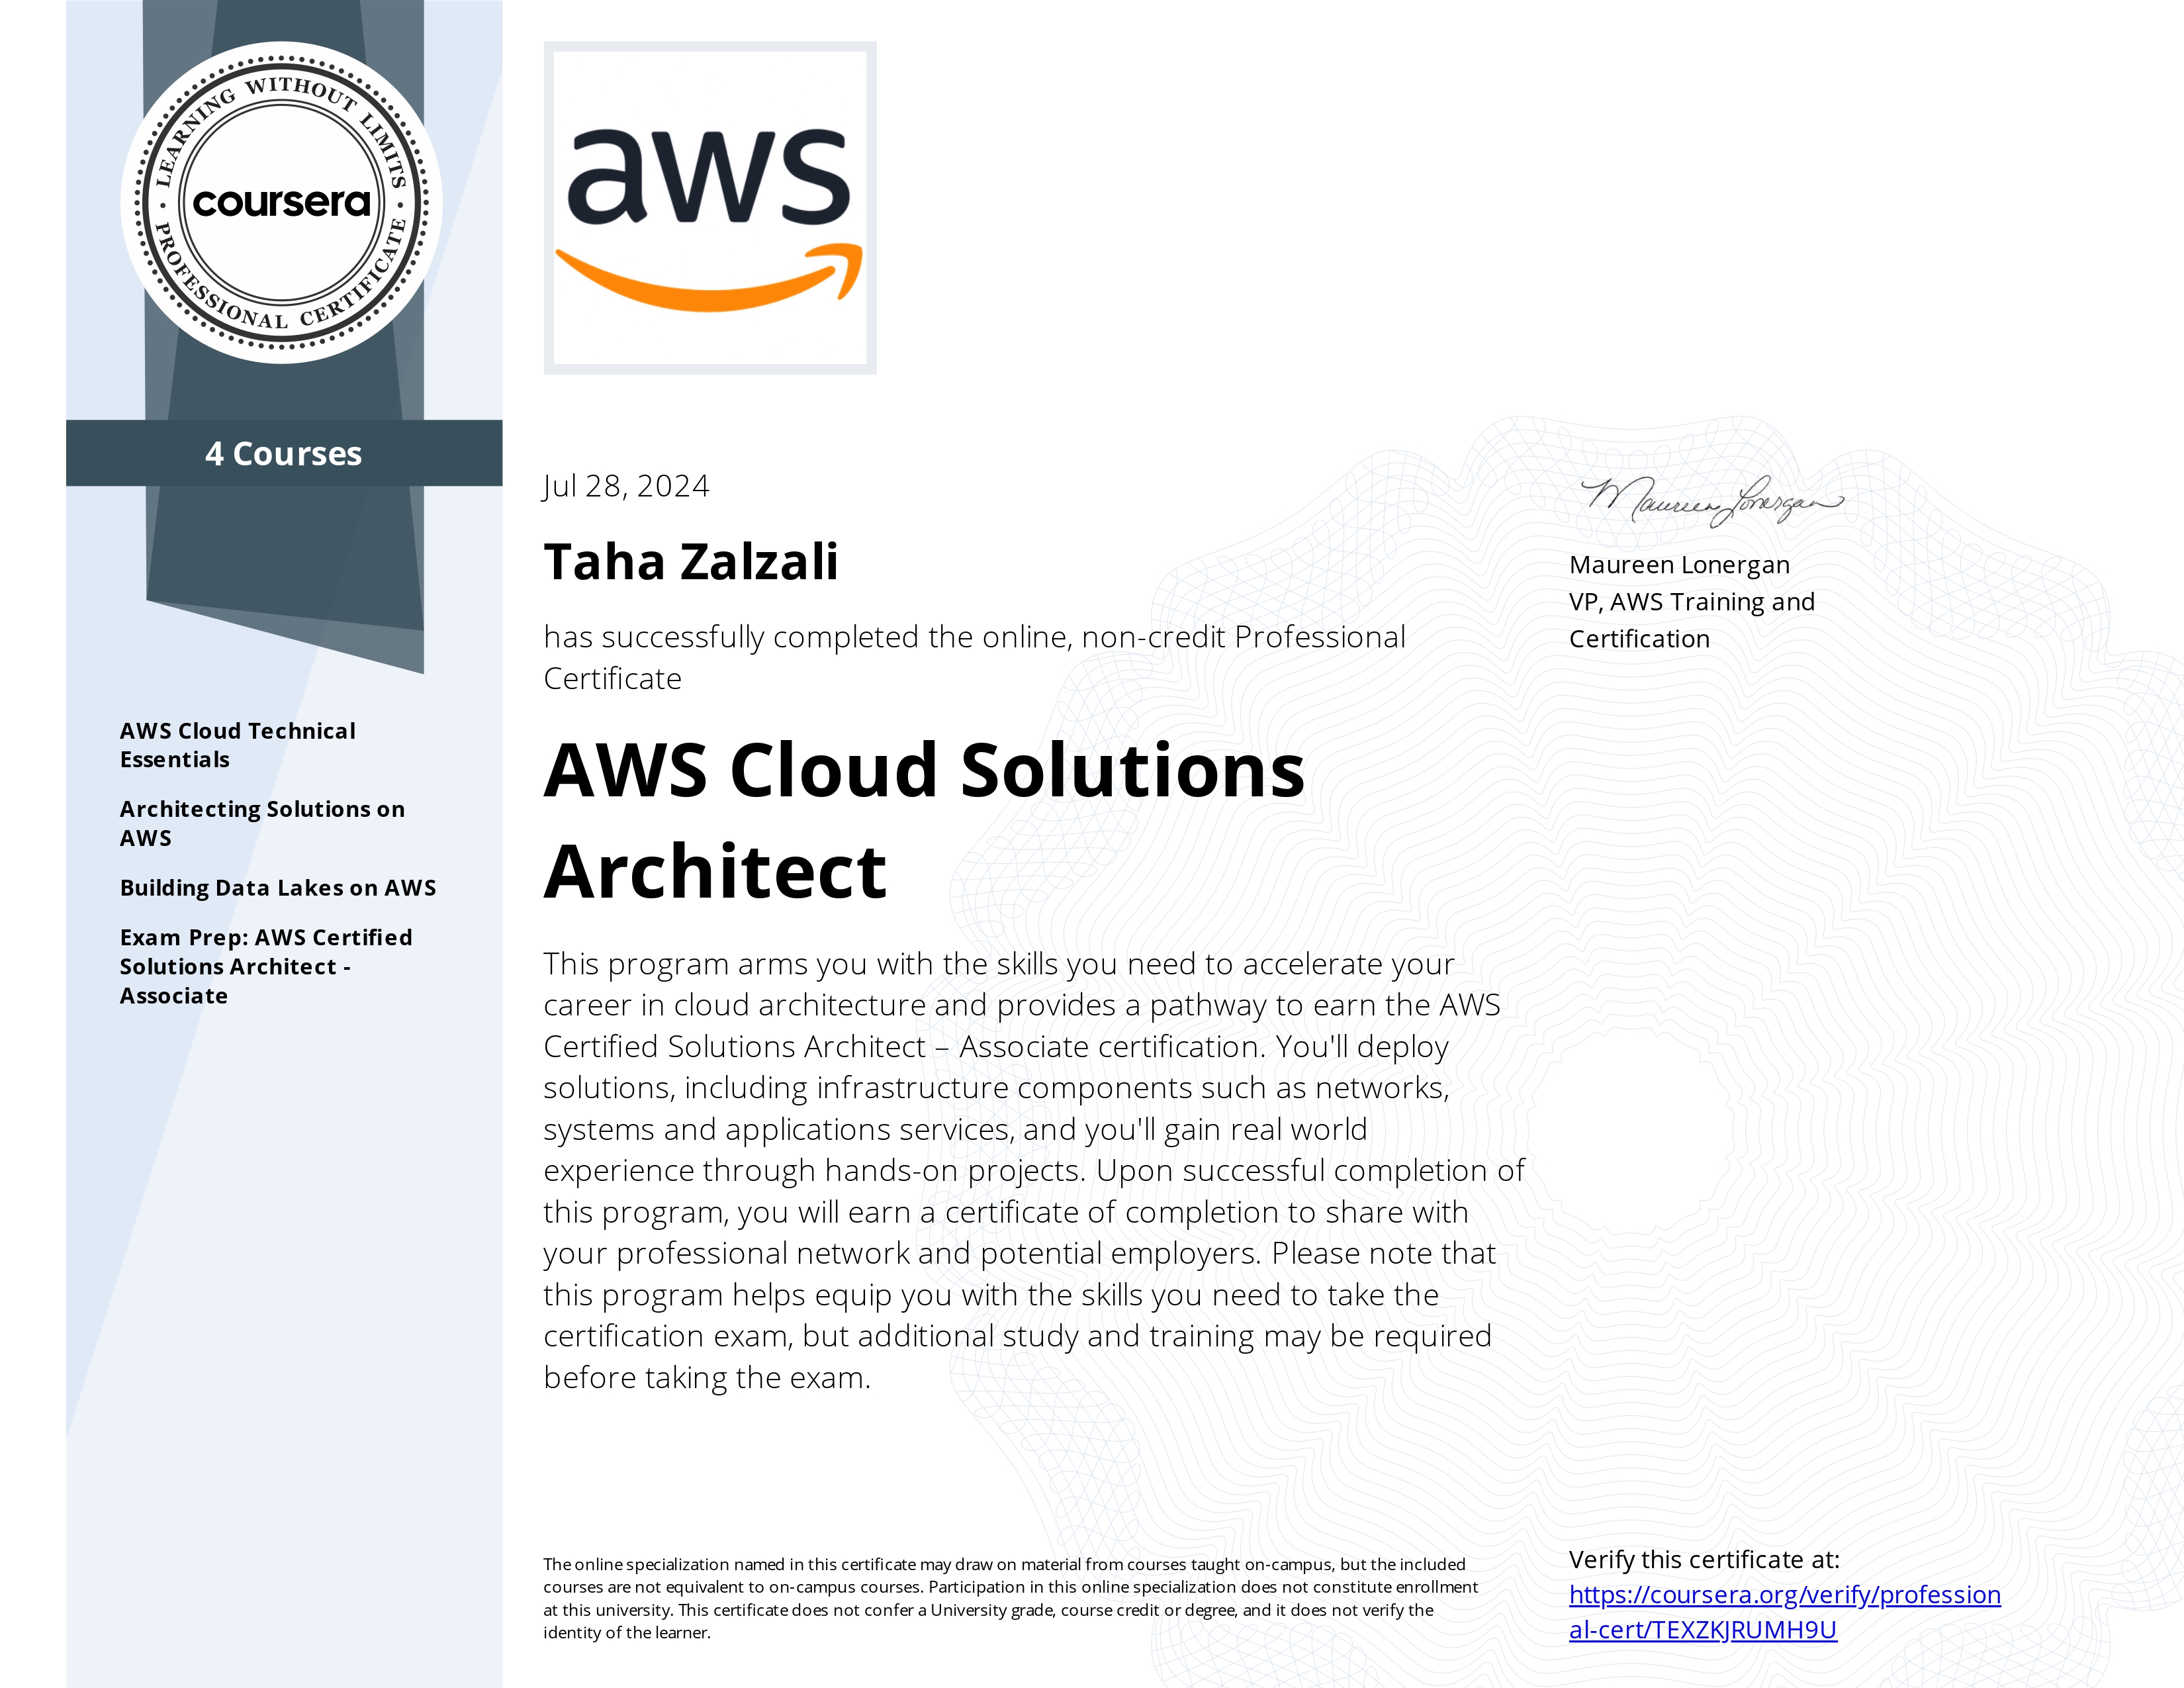 LEARNING WITHOUT LIMITS
coursera
PROFESSIONAL CERTIFICATE
4 Courses
AWS Cloud Technical
Essentials
Architecting Solutions on
AWS
Building Data Lakes on AWS
Exam Prep: AWS Certified
Solutions Architect -
Associate
aws
Jul 28, 2024
Taha Zalzali
has successfully completed the online, non-credit Professional
Certificate
AWS Cloud Solutions
Architect
This program arms you with the skills you need to accelerate your
career in cloud architecture and provides a pathway to earn the AWS
Certified Solutions Architect – Associate certification. You'll deploy
solutions, including infrastructure components such as networks,
systems and applications services, and you'll gain real world
experience through hands-on projects. Upon successful completion of
this program, you will earn a certificate of completion to share with
your professional network and potential employers. Please note that
this program helps equip you with the skills you need to take the
certification exam, but additional study and training may be required
before taking the exam.
Maureen Lonergan
Maureen Lonergan
VP, AWS Training and
Certification
The online specialization named in this certificate may draw on material from courses taught on-campus, but the included
courses are not equivalent to on-campus courses. Participation in this online specialization does not constitute enrollment
at this university. This certificate does not confer a University grade, course credit or degree, and it does not verify the
identity of the learner.
Verify this certificate at:
https://coursera.org/verify/profession
al-cert/TEXZKJRUMH9U